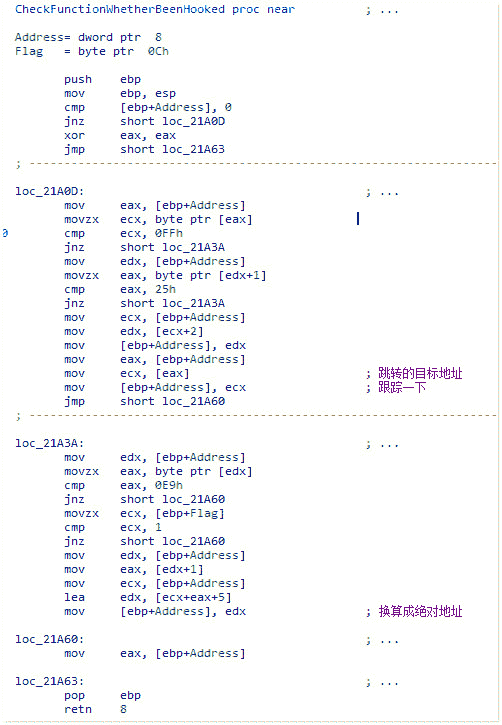 CheckFunctionWhetherBeenHooked proc near ; ...
Address= dword ptr 8
Flag = byte ptr 0Ch
push ebp
mov ebp, esp
cmp [ebp+Address], 0
jnz short loc_21A0D
xor eax, eax
jmp short loc_21A63
; ---------------------------------------------------------------------------
loc_21A0D: ; ...
mov eax, [ebp+Address]
movzx ecx, byte ptr [eax]
0 cmp ecx, 0FFh
jnz short loc_21A3A
mov edx, [ebp+Address]
movzx eax, byte ptr [edx+1]
cmp eax, 25h
jnz short loc_21A3A
mov ecx, [ebp+Address]
mov edx, [ecx+2]
mov [ebp+Address], edx
mov eax, [ebp+Address]
mov ecx, [eax] ; 跳转的目标地址
mov [ebp+Address], ecx ; 跟踪一下
jmp short loc_21A60
; ---------------------------------------------------------------------------
loc_21A3A: ; ...
mov edx, [ebp+Address]
movzx eax, byte ptr [edx]
cmp eax, 0E9h
jnz short loc_21A60
movzx ecx, [ebp+Flag]
cmp ecx, 1
jnz short loc_21A60
mov edx, [ebp+Address]
mov eax, [edx+1]
mov ecx, [ebp+Address]
lea edx, [ecx+eax+5]
mov [ebp+Address], edx ; 换算成绝对地址
loc_21A60: ; ...
mov eax, [ebp+Address]
loc_21A63: ; ...
pop ebp
retn 8